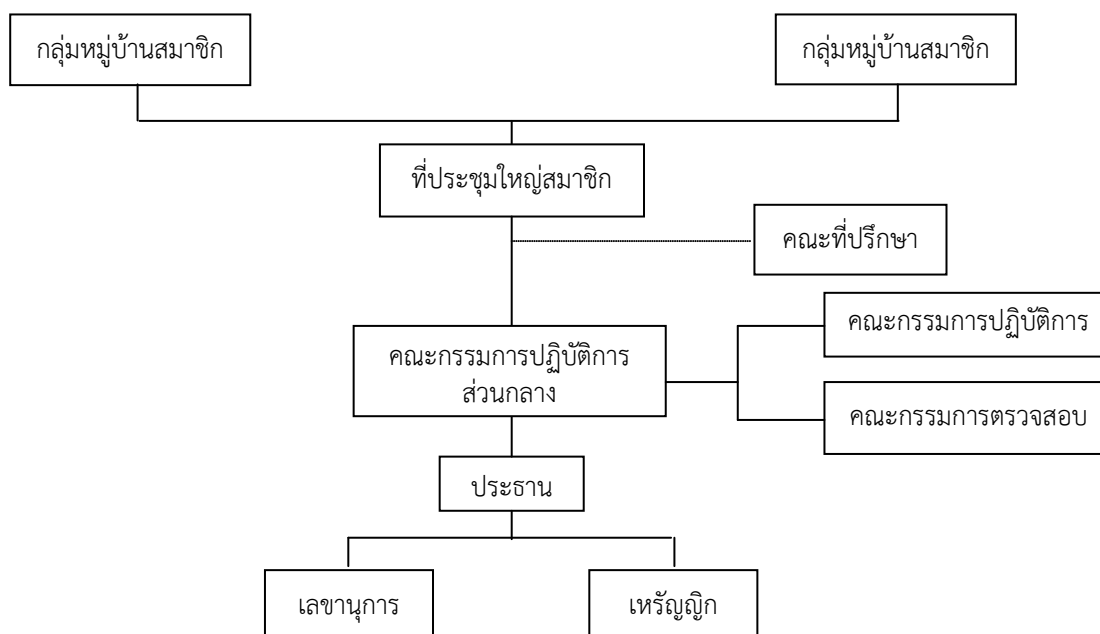 กลุ่มหมู่บ้านสมาชิก
กลุ่มหมู่บ้านสมาชิก
ที่ประชุมใหญ่สมาชิก
คณะที่ปรึกษา
คณะกรรมการปฏิบัติการ
คณะกรรมการปฏิบัติการ
ส่วนกลาง
คณะกรรมการตรวจสอบ
ประธาน
เลขานุการ
เหรัญญิก